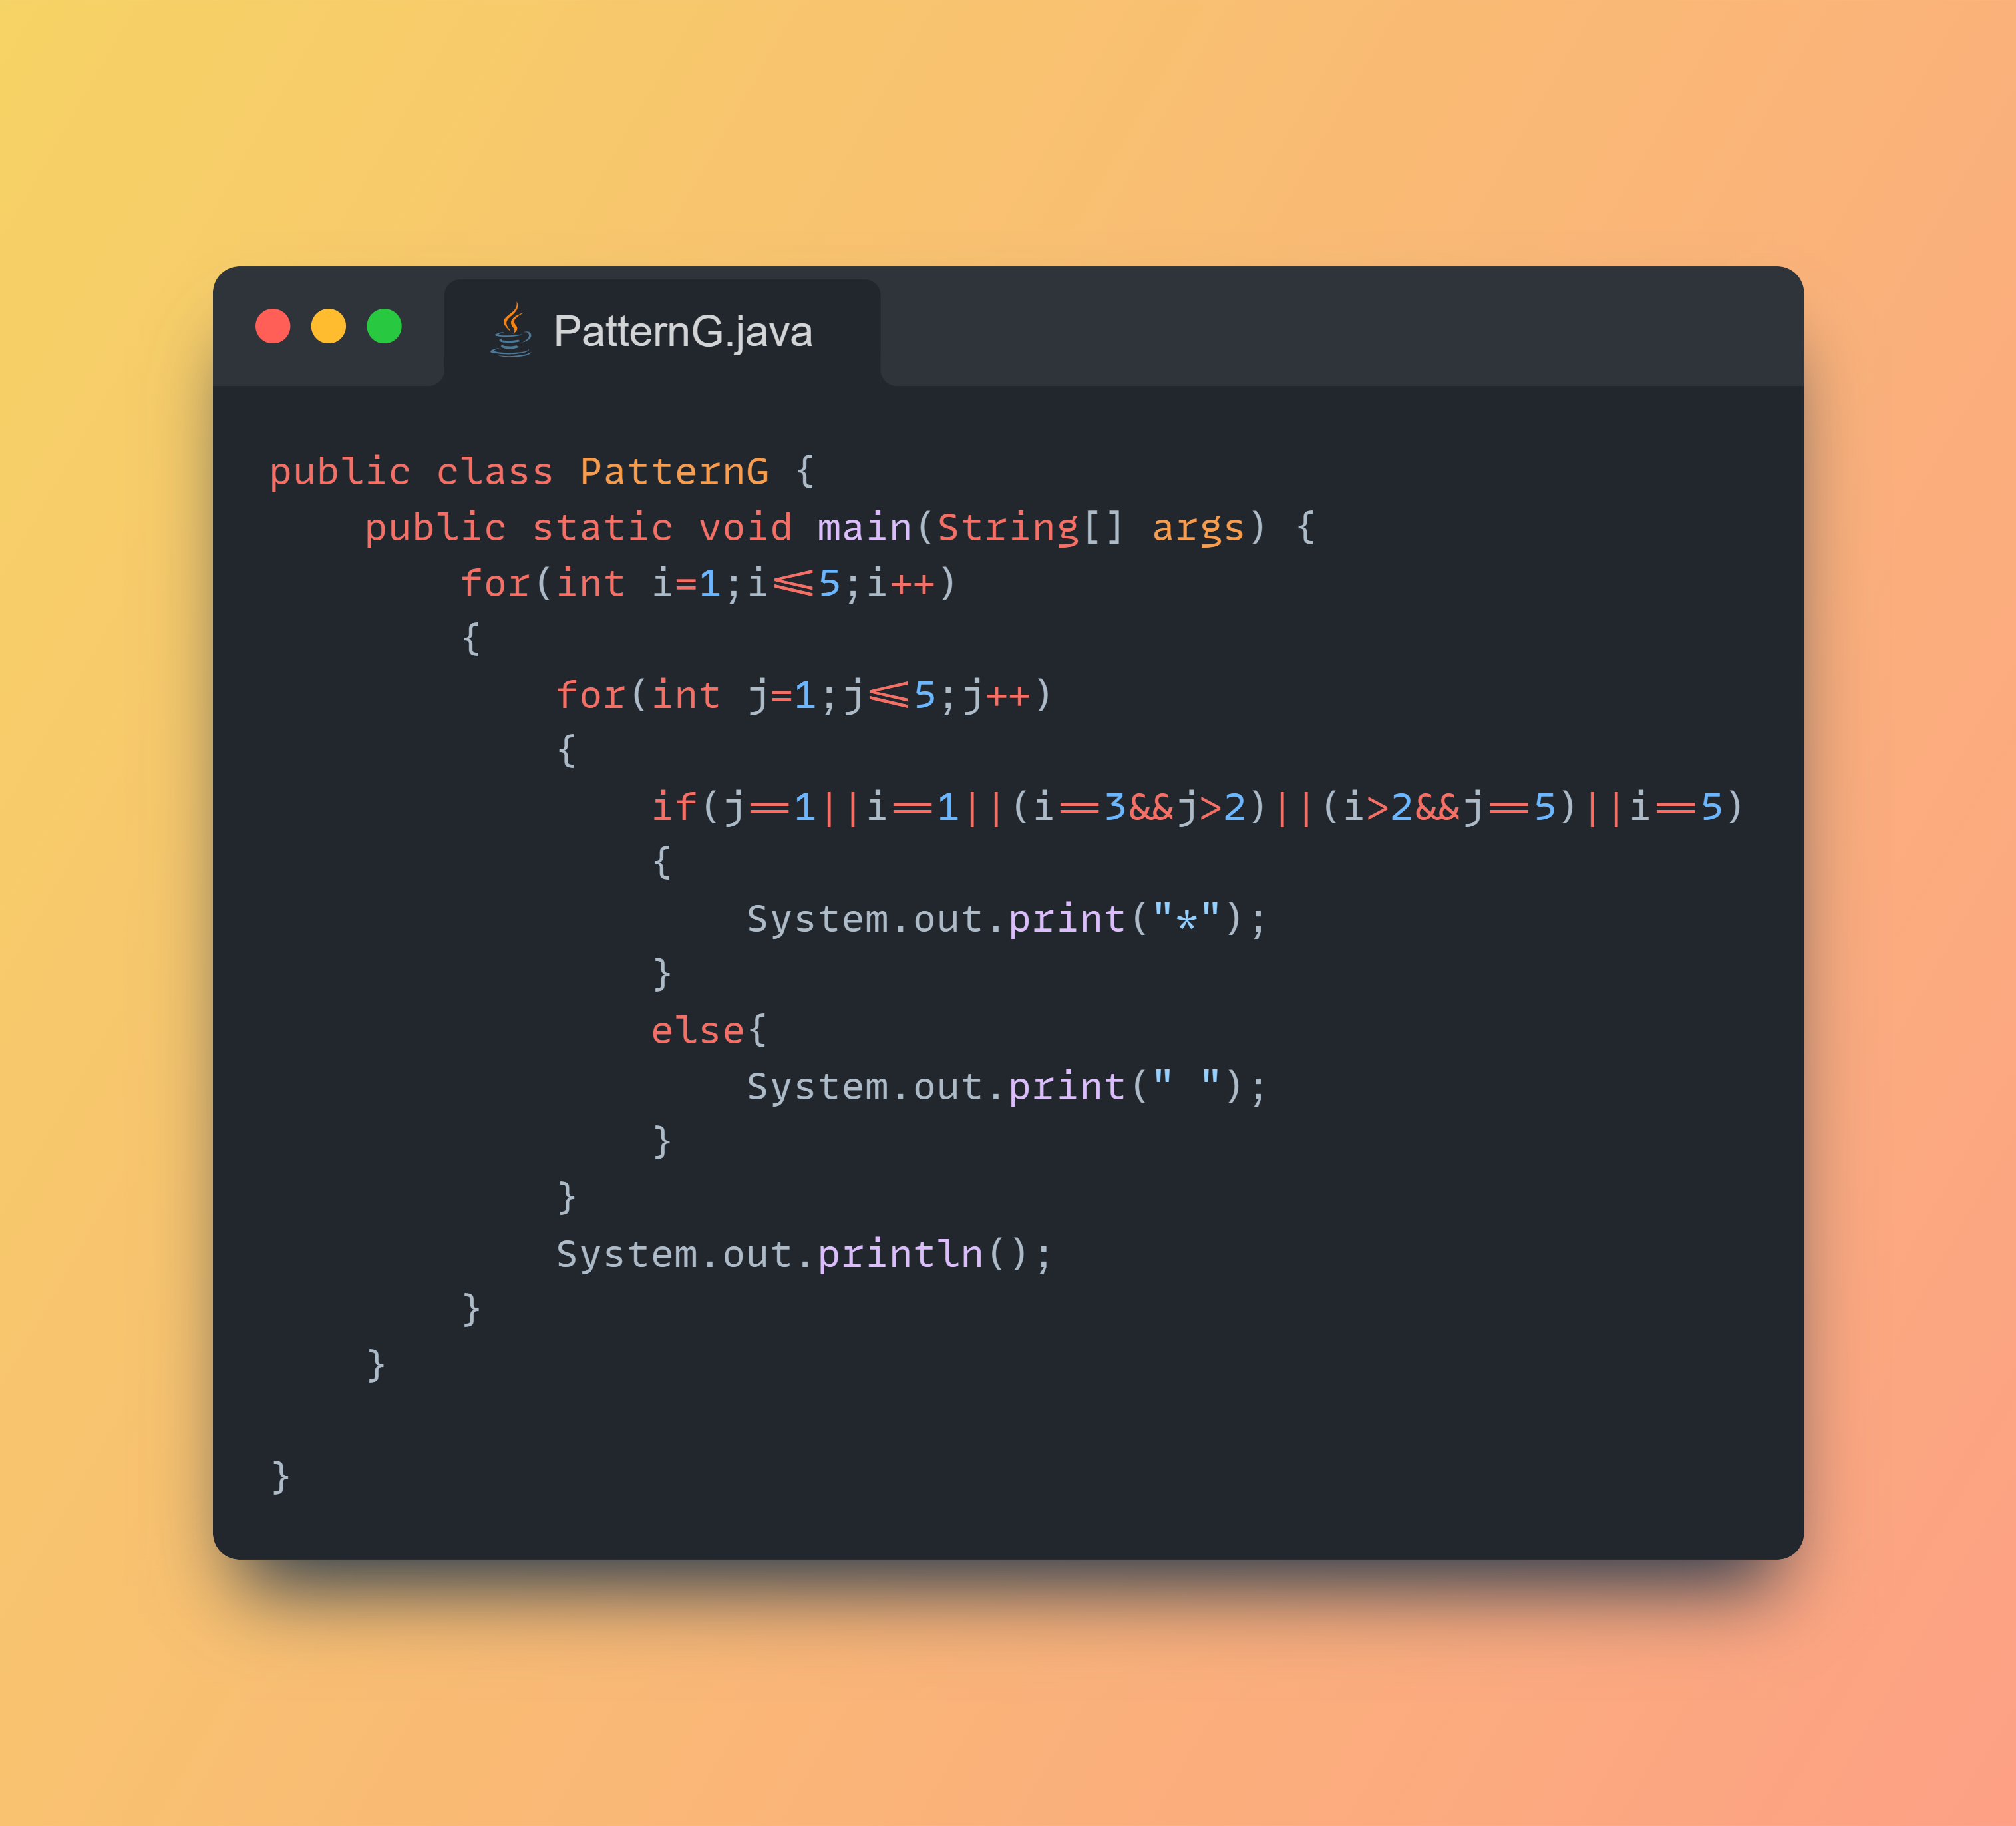 PatternG.java
public class PatternG {
    public static void main(String[] args) {
        for(int i=1;i<=5;i++)
        {
            for(int j=1;j<=5;j++)
            {
                if(j==1||i==1||(i==3&&j>2)||(i>2&&j==5)||i==5)
                {
                    System.out.print("*");
                }
                else{
                    System.out.print(" ");
                }
            }
            System.out.println();
        }
    }

}